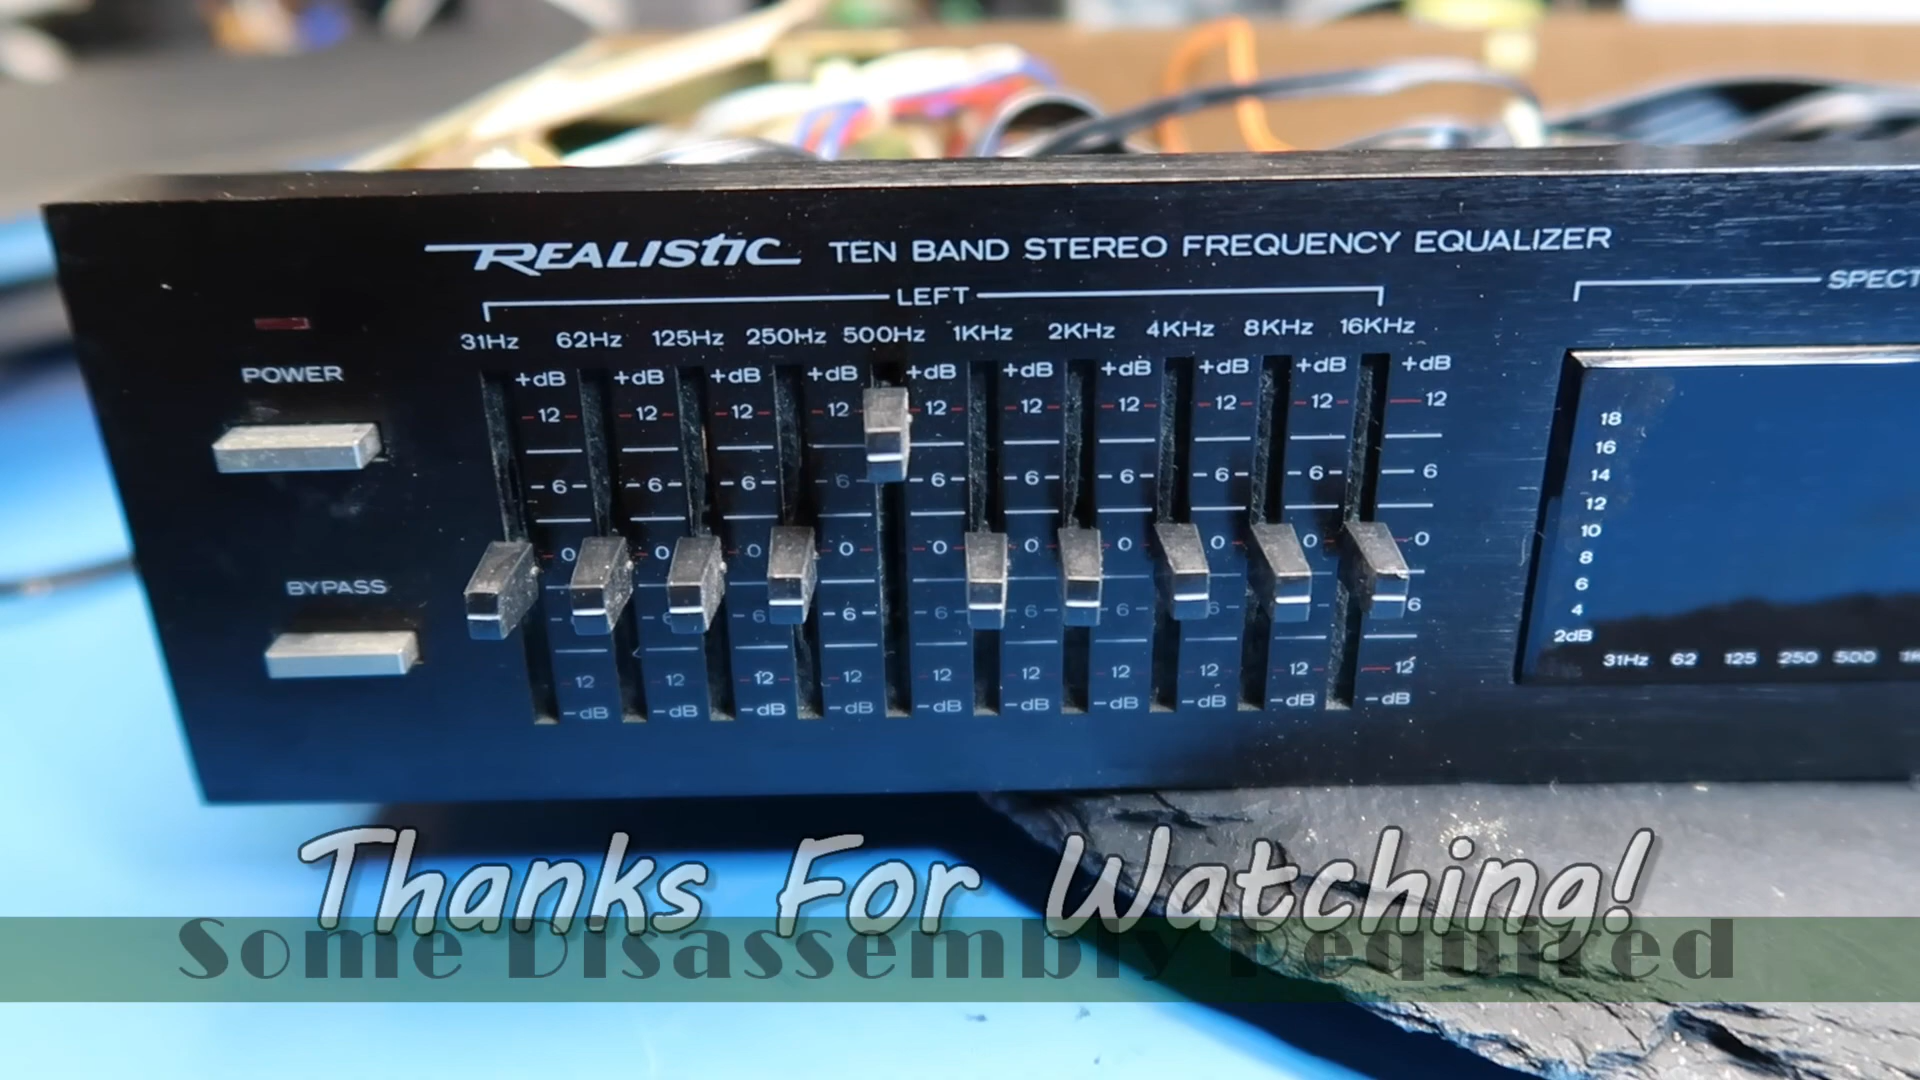 REALISTIC TEN BAND STEREO FREQUENCY EQUALIZER
LEFT
SPECT
31Hz 62Hz 125Hz 250Hz 500Hz 1KHz 2KHz 4KHz 8KHz 16KHz
POWER
+dB +dB +dB +dB +dB +dB +dB +dB +dB +dB
12 12 12 12 12 12 12 12 12 12
6 6 6 6 6 6 6 6 6 6
0 0 0 0 0 0 0 0 0 0
BYPASS
6 6 6 6 6 6 6 6
12 12 12 12 12 12 12 12 12 12
-dB -dB -dB -dB -dB -dB -dB -dB -dB -dB
18
16
14
12
10
8
6
4
2dB
31Hz 62 125 250 500
Thanks For Watching!
Some Disassembly Required